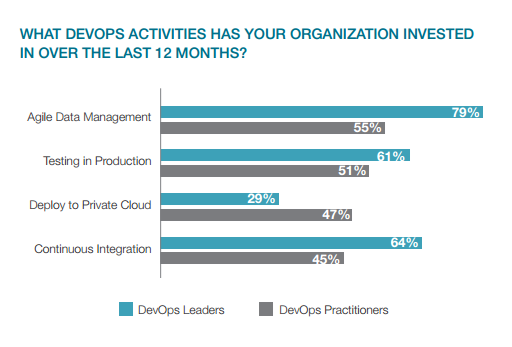 WHAT DEVOPS ACTIVITIES HAS YOUR ORGANIZATION INVESTED
IN OVER THE LAST 12 MONTHS?
Agile Data Management
79%
55%
Testing in Production
61%
51%
Deploy to Private Cloud
29%
47%
Continuous Integration
64%
45%
DevOps Leaders
DevOps Practitioners